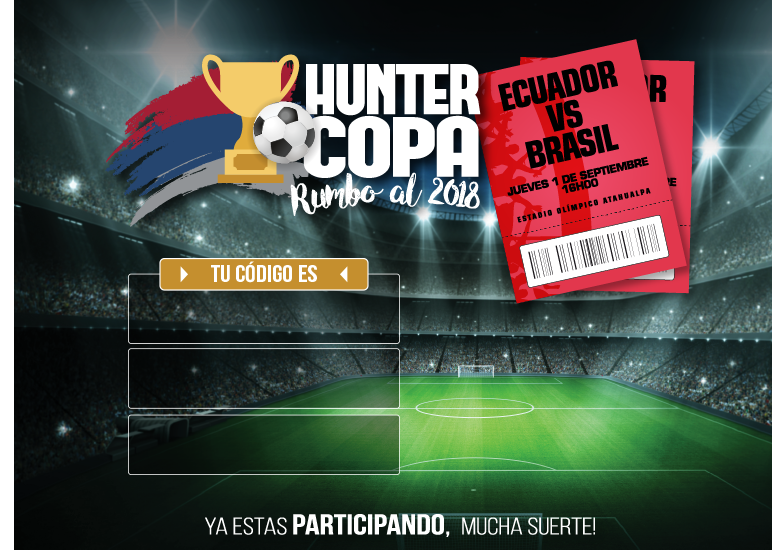 HUNTER
COPA
Rumbo al 2018
ECUADOR
VS
BRASIL
JUEVES 1 DE SEPTIEMBRE
16H00
ESTADIO OLÍMPICO ATAHUALPA
TU CÓDIGO ES
YA ESTAS PARTICIPANDO, MUCHA SUERTE!